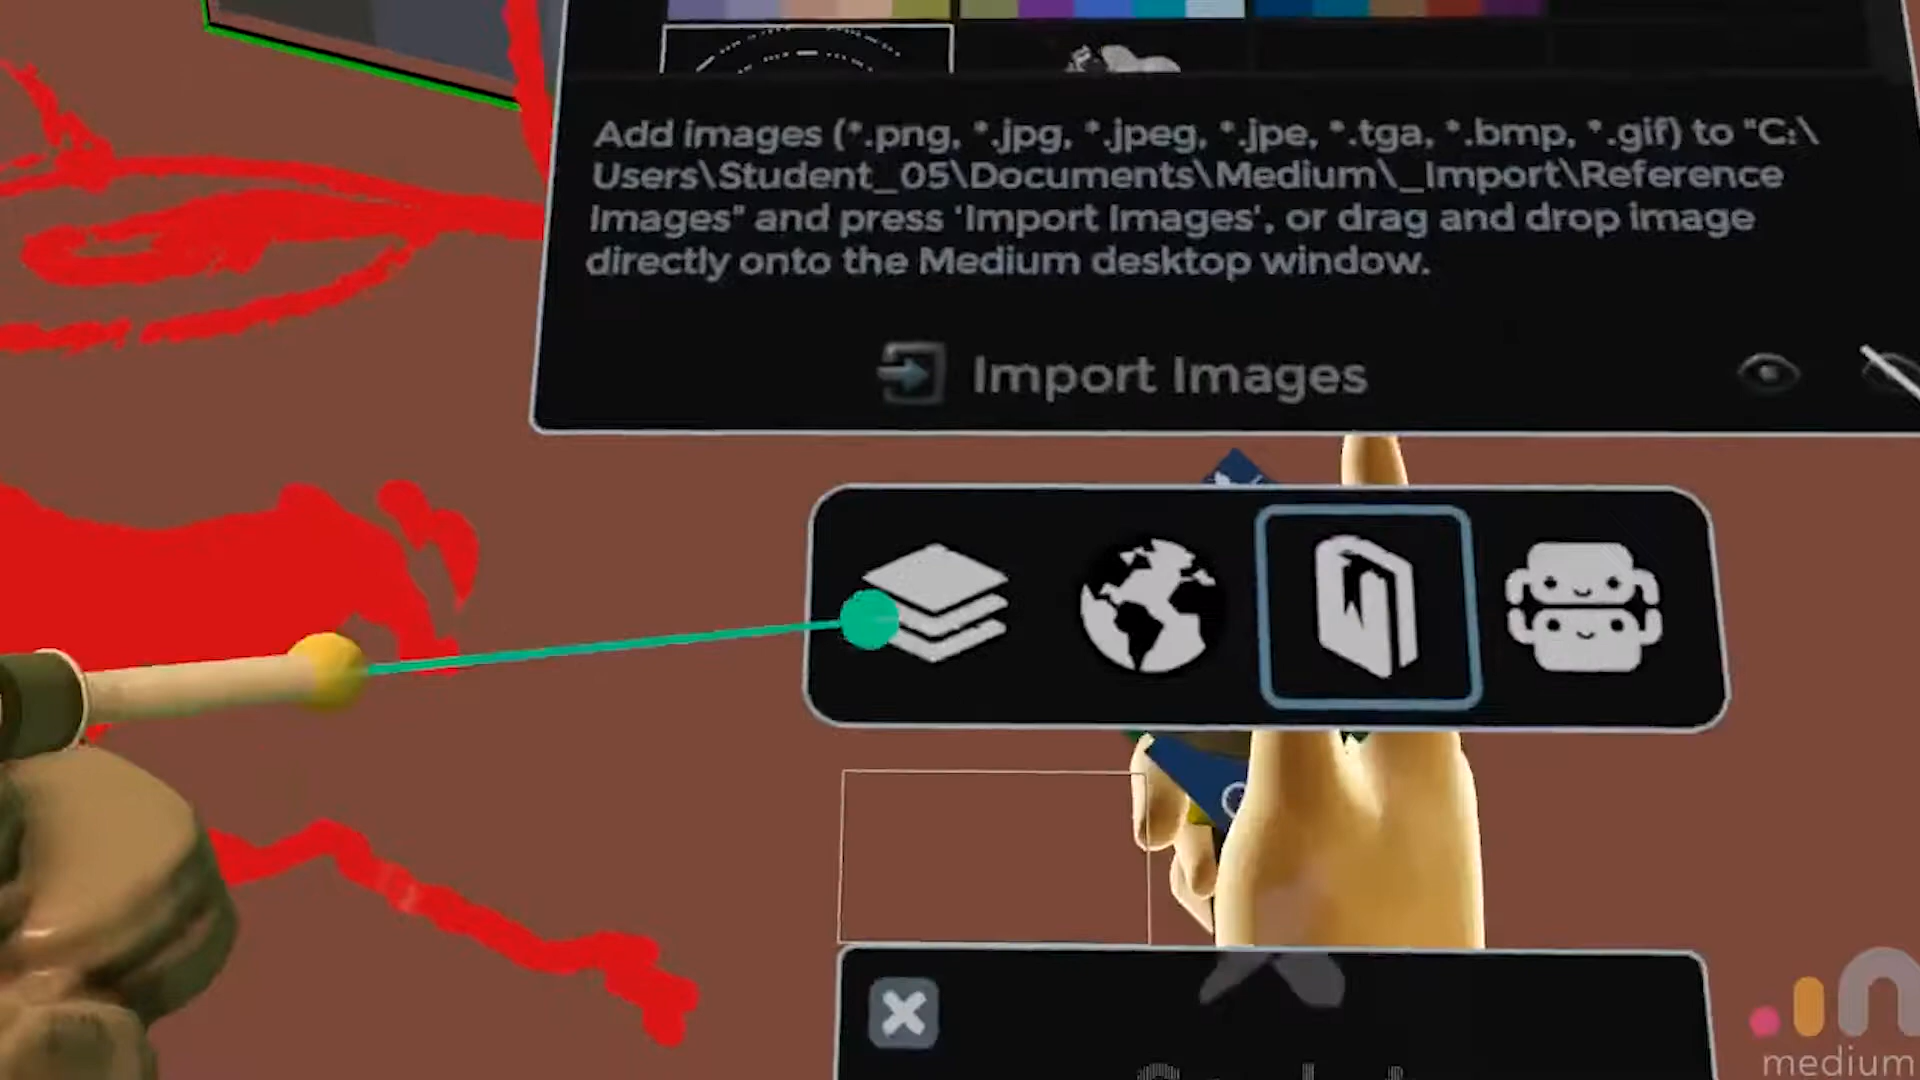 Add images (*.png, *.jpg, *.jpeg, *.jpe, *.tga, *.bmp, *.gif) to "C:\
Users\Student_05\Documents\Medium\_Import\Reference
Images" and press 'Import Images', or drag and drop image
directly onto the Medium desktop window.
Import Images
medium